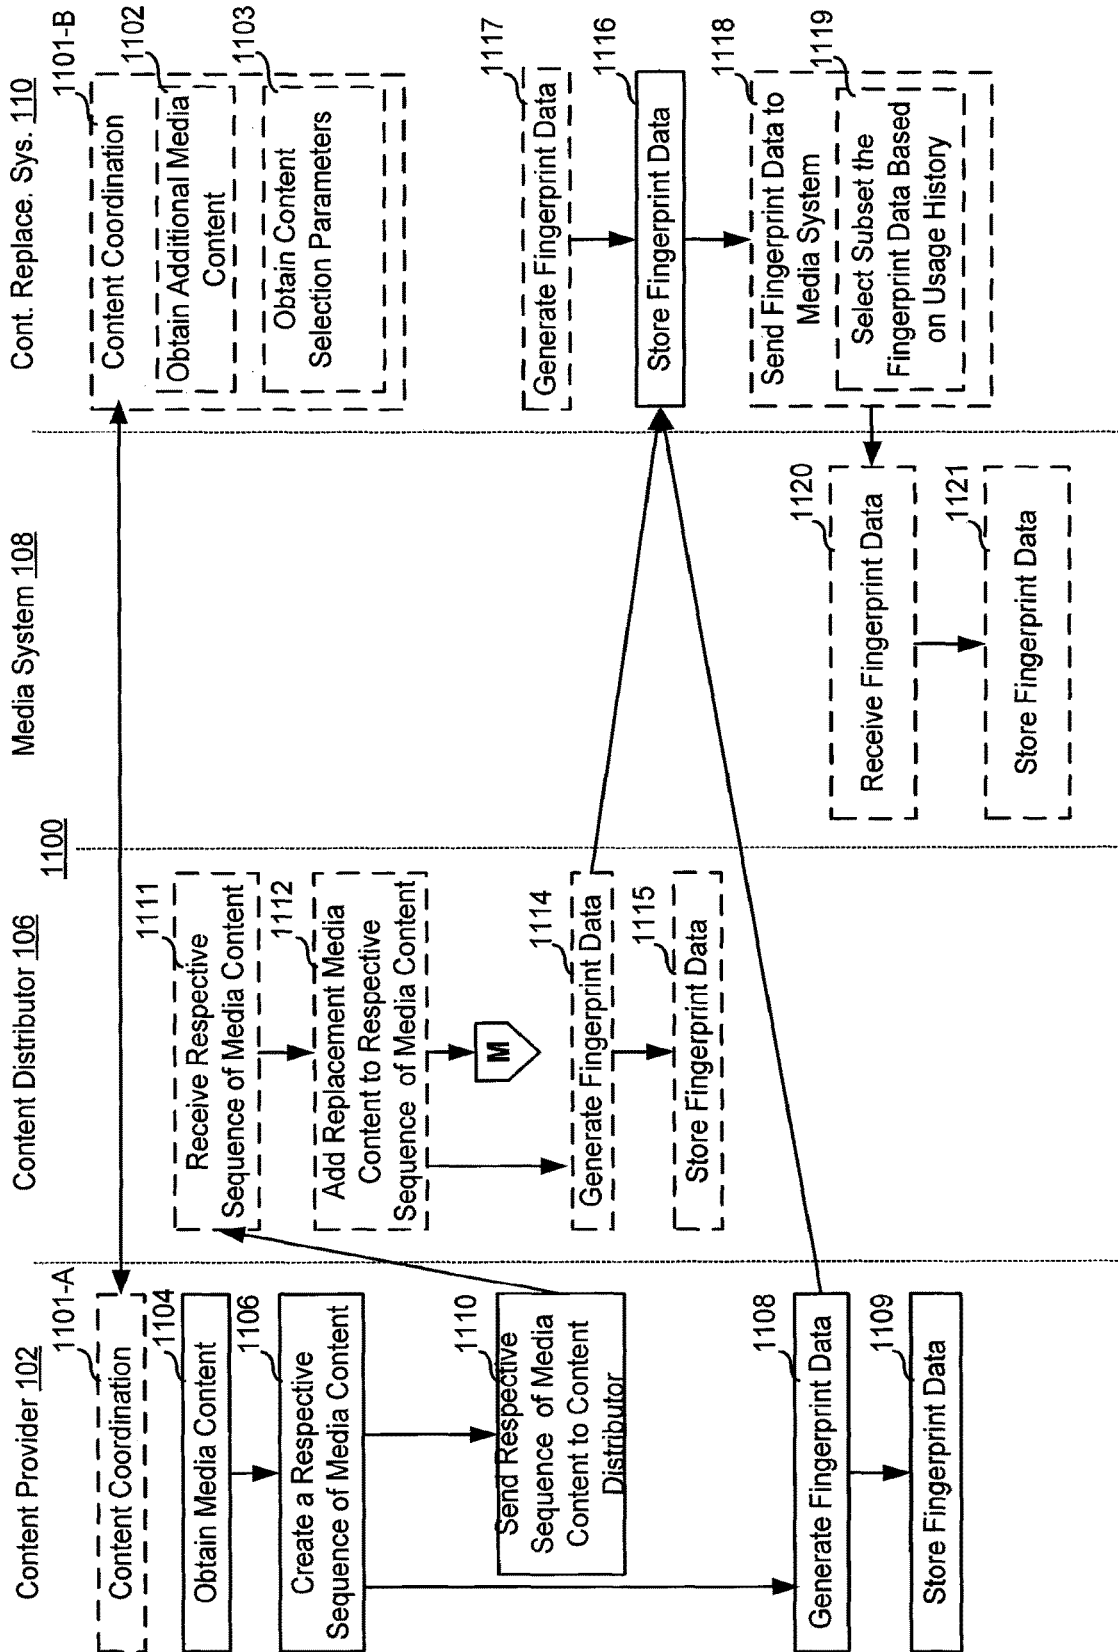 1100
Content Provider 102
1101-A
Content Coordination
1104
Obtain Media Content
1106
Create a Respective
Sequence of Media Content
1110
Send Respective
Sequence of Media
Content to Content
Distributor
1108
Generate Fingerprint Data
1109
Store Fingerprint Data
Content Distributor 106
1111
Receive Respective
Sequence of Media Content
1112
Add Replacement Media
Content to Respective
Sequence of Media Content
M
1114
Generate Fingerprint Data
1115
Store Fingerprint Data
Media System 108
1120
Receive Fingerprint Data
1121
Store Fingerprint Data
Cont. Replace. Sys. 110
1101-B
Content Coordination
1102
Obtain Additional Media
Content
1103
Obtain Content
Selection Parameters
1117
Generate Fingerprint Data
1116
Store Fingerprint Data
1118
Send Fingerprint Data to
Media System
1119
Select Subset the
Fingerprint Data Based
on Usage History